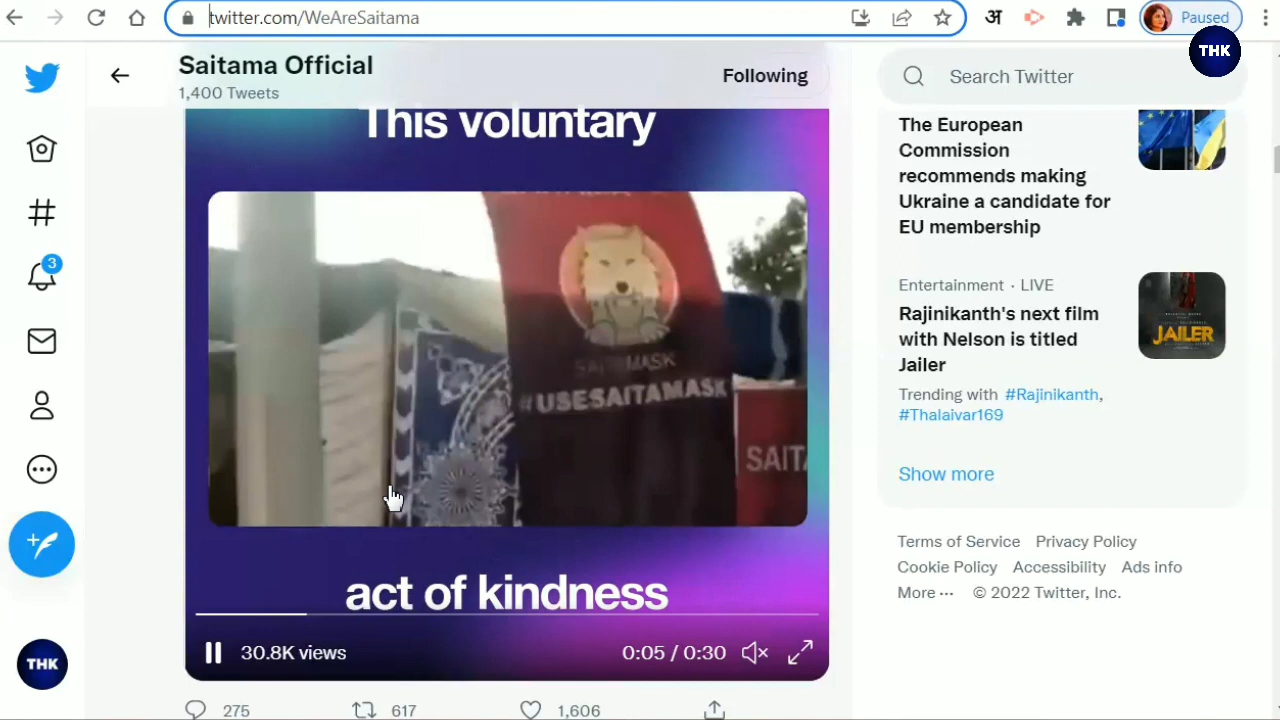 twitter.com/WeAreSaitama
अ
Paused
THK
Saitama Official
1,400 Tweets
Following
Search Twitter
This voluntary
SAITAMASK
#USESAITAMASK
SAITA
act of kindness
30.8K views
0:05 / 0:30
275
617
1,606
3
THK
The European
Commission
recommends making
Ukraine a candidate for
EU membership
Entertainment · LIVE
Rajinikanth's next film
with Nelson is titled
Jailer
JAILER
Trending with #Rajinikanth,
#Thalaivar169
Show more
Terms of Service Privacy Policy
Cookie Policy Accessibility Ads info
More ··· © 2022 Twitter, Inc.